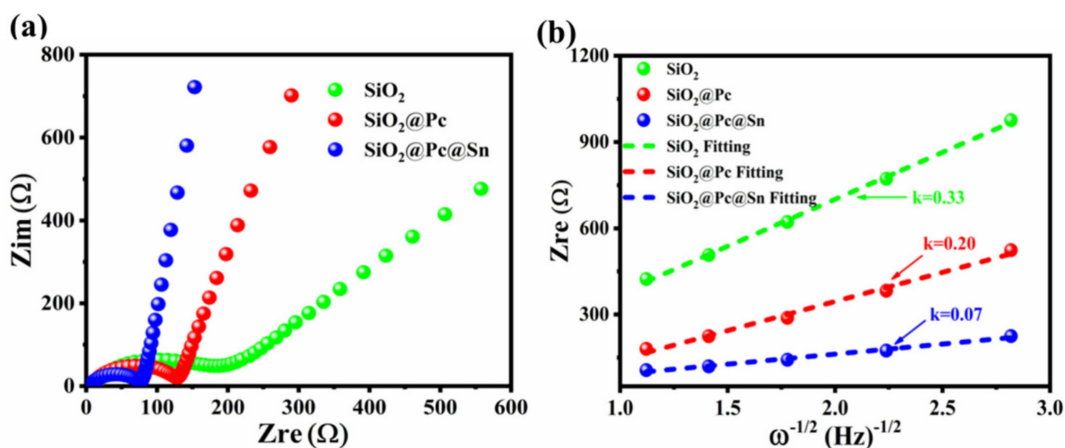 (a)
800
600
400
200
0
Zim (Ω)
SiO₂
SiO₂@Pc
SiO₂@Pc@Sn
0 100 200 300 400 500 600
Zre (Ω)
(b)
1200
900
600
300
Zre (Ω)
SiO₂
SiO₂@Pc
SiO₂@Pc@Sn
SiO₂ Fitting
SiO₂@Pc Fitting
SiO₂@Pc@Sn Fitting
k=0.33
k=0.20
k=0.07
1.0 1.5 2.0 2.5 3.0
ω⁻¹/² (Hz)⁻¹/²